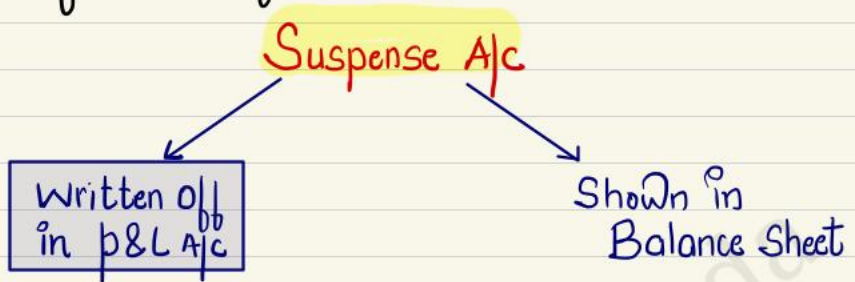 Suspense A/c
Written off
in p&L A/c
Shown in
Balance Sheet